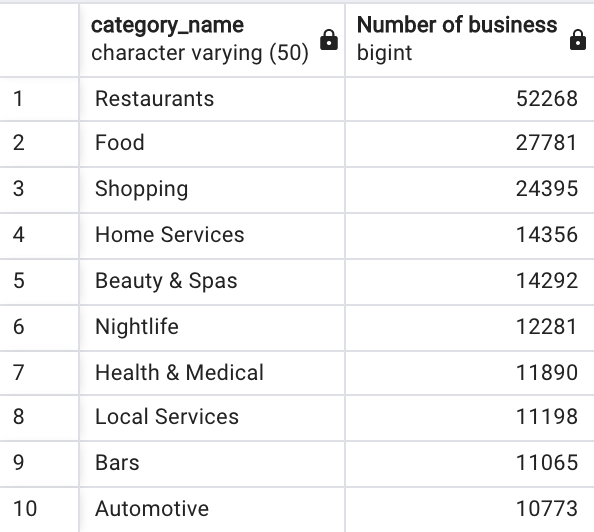 category_name Number of business
character varying (50) bigint
1 Restaurants 52268
2 Food 27781
3 Shopping 24395
4 Home Services 14356
5 Beauty & Spas 14292
6 Nightlife 12281
7 Health & Medical 11890
8 Local Services 11198
9 Bars 11065
10 Automotive 10773